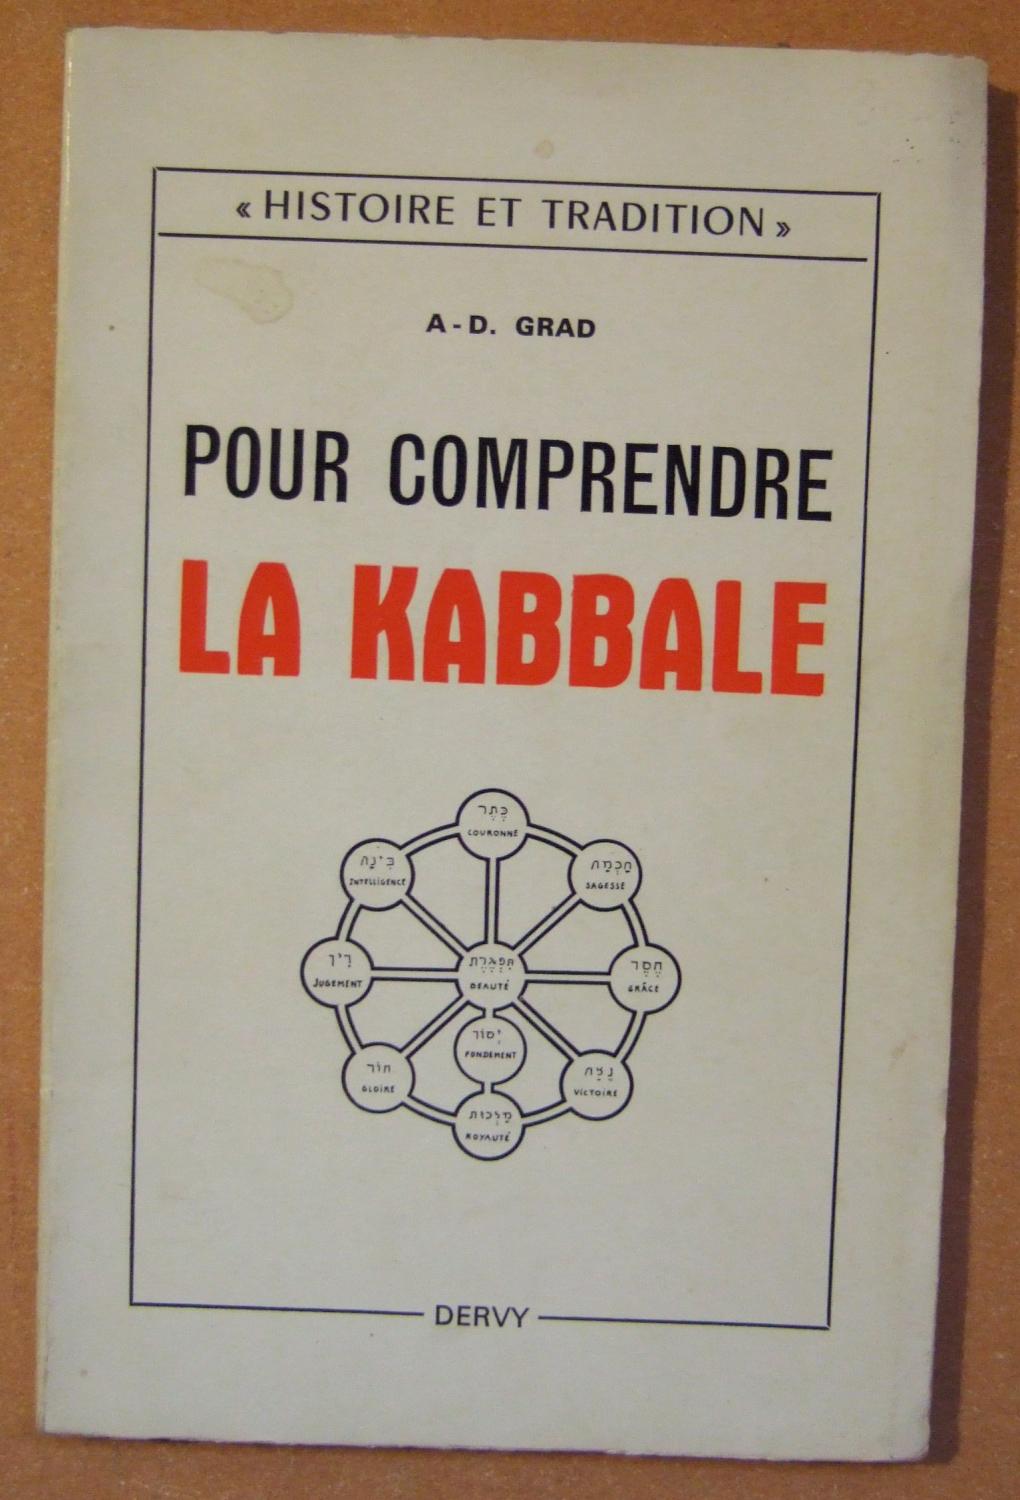 « HISTOIRE ET TRADITION »
A-D. GRAD
POUR COMPRENDRE
LA KABBALE
כֶּתֶר
COURONNE
בִּינַת
INTELLIGENCE
חַכְמַת
SAGESSE
דִין
JUGEMENT
תִּפְאֶרֶת
BEAUTÉ
חֶסֶד
GRÂCE
יְסוֹד
FONDEMENT
הוֹד
GLOIRE
נֶצַח
VICTOIRE
מַלְכוּת
ROYAUTÉ
DERVY